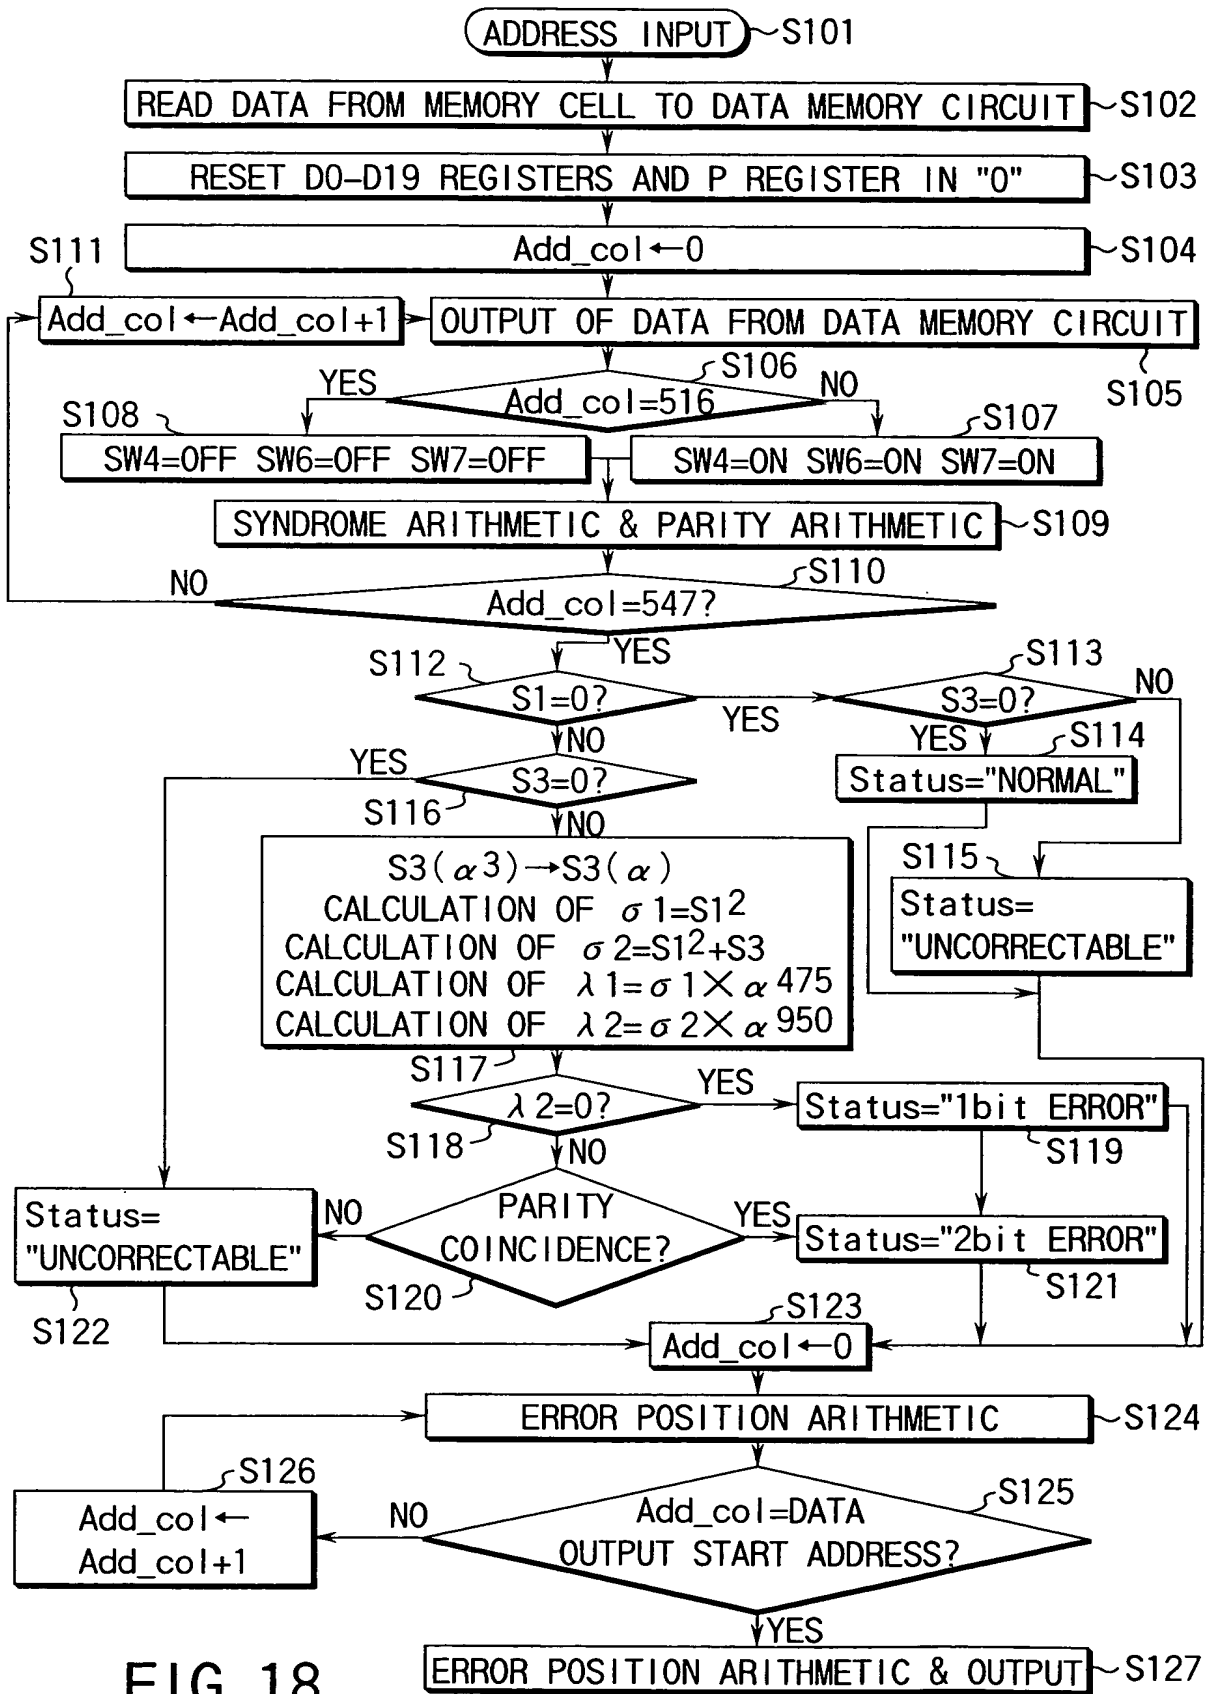 ADDRESS INPUT S101
READ DATA FROM MEMORY CELL TO DATA MEMORY CIRCUIT S102
RESET D0-D19 REGISTERS AND P REGISTER IN "0" S103
S111
Add_col←0 S104
Add_col←Add_col+1
OUTPUT OF DATA FROM DATA MEMORY CIRCUIT
S105
S106
YES
Add_col=516
NO
S108
S107
SW4=OFF SW6=OFF SW7=OFF
SW4=ON SW6=ON SW7=ON
SYNDROME ARITHMETIC & PARITY ARITHMETIC S109
S110
NO
Add_col=547?
YES
S112
S1=0?
YES
NO
S113
S3=0?
NO
YES
S114
Status="NORMAL"
YES
S3=0?
S116
NO
S115
Status=
"UNCORRECTABLE"
S3(α3)→S3(α)
CALCULATION OF σ1=S1²
CALCULATION OF σ2=S1²+S3
CALCULATION OF λ1=σ1×α475
CALCULATION OF λ2=σ2×α950
S117
λ2=0?
YES
S118
NO
Status="1bit ERROR"
S119
PARITY
COINCIDENCE?
NO
YES
S120
Status="2bit ERROR"
S121
Status=
"UNCORRECTABLE"
S122
S123
Add_col←0
ERROR POSITION ARITHMETIC S124
S126
Add_col←
Add_col+1
NO
S125
Add_col=DATA
OUTPUT START ADDRESS?
YES
ERROR POSITION ARITHMETIC & OUTPUT S127
FIG. 18